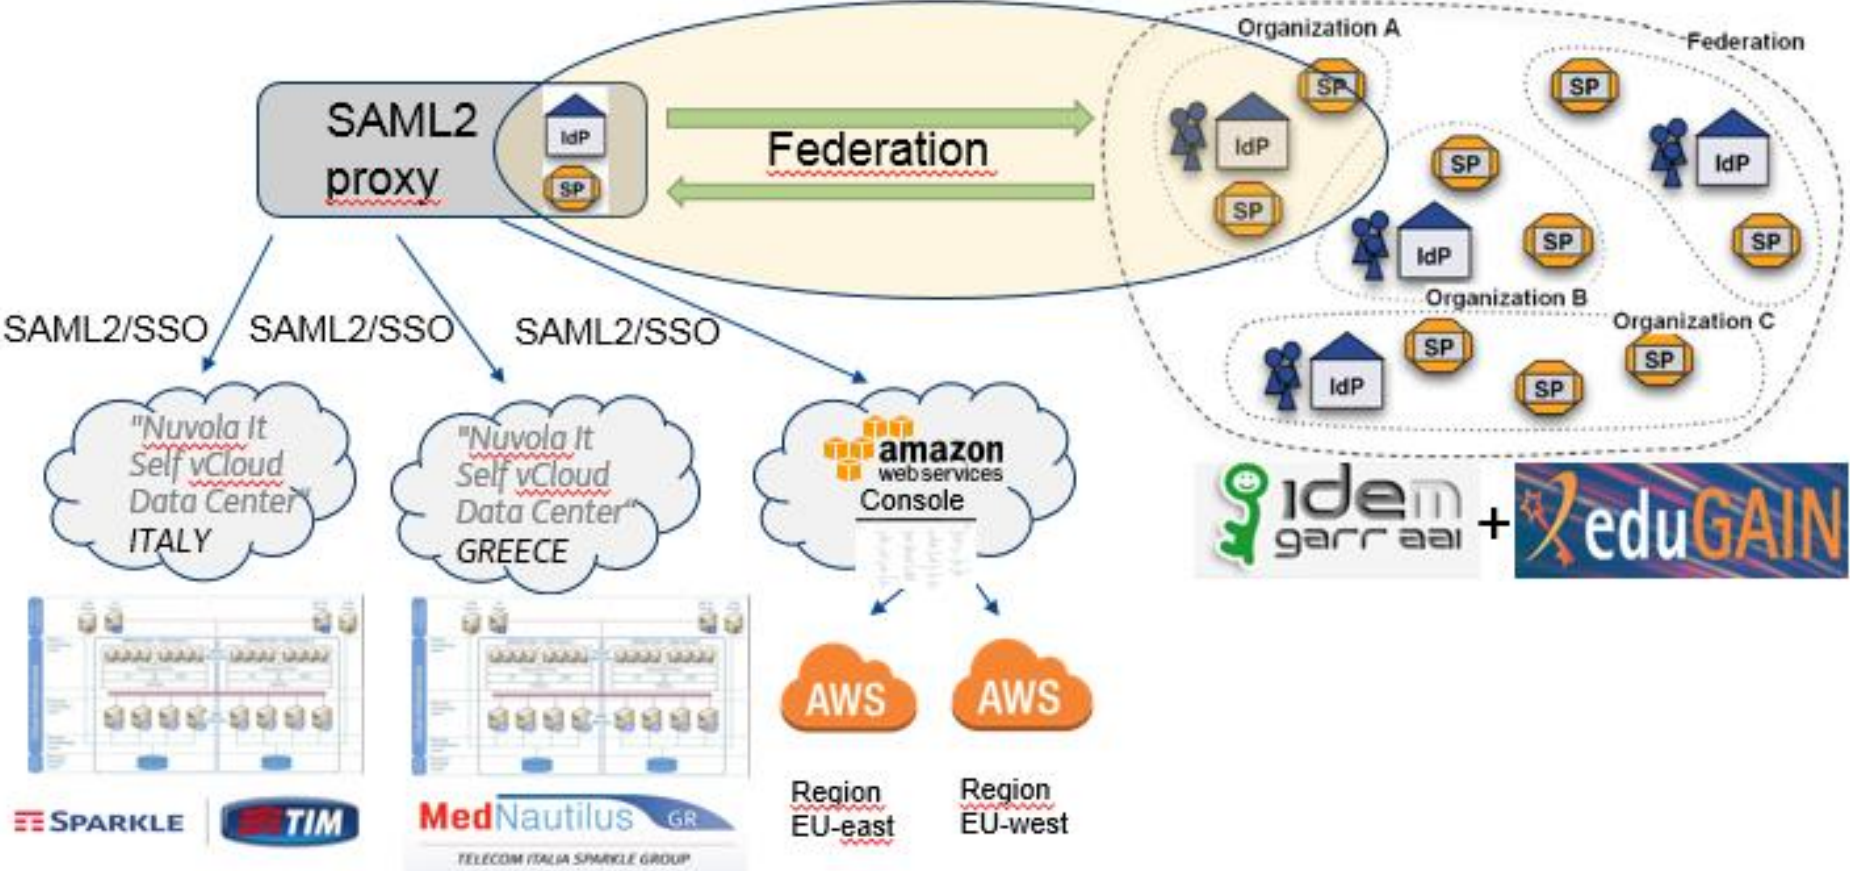 Organization A
Federation
SP
SP
SAML2
proxy
IdP
SP
Federation
IdP
SP
SP
IdP
SP
SP
SP
IdP
Organization B
Organization C
SP
SP
SP
IdP
SAML2/SSO
SAML2/SSO
SAML2/SSO
"Nuvola It
Self vCloud
Data Center"
ITALY
"Nuvola It
Self vCloud
Data Center"
GREECE
amazon
web services
Console
idem
garr aai
+
eduGAIN
AWS
AWS
Region
EU-east
Region
EU-west
SPARKLE
TIM
MedNautilus GR
TELECOM ITALIA SPARKLE GROUP